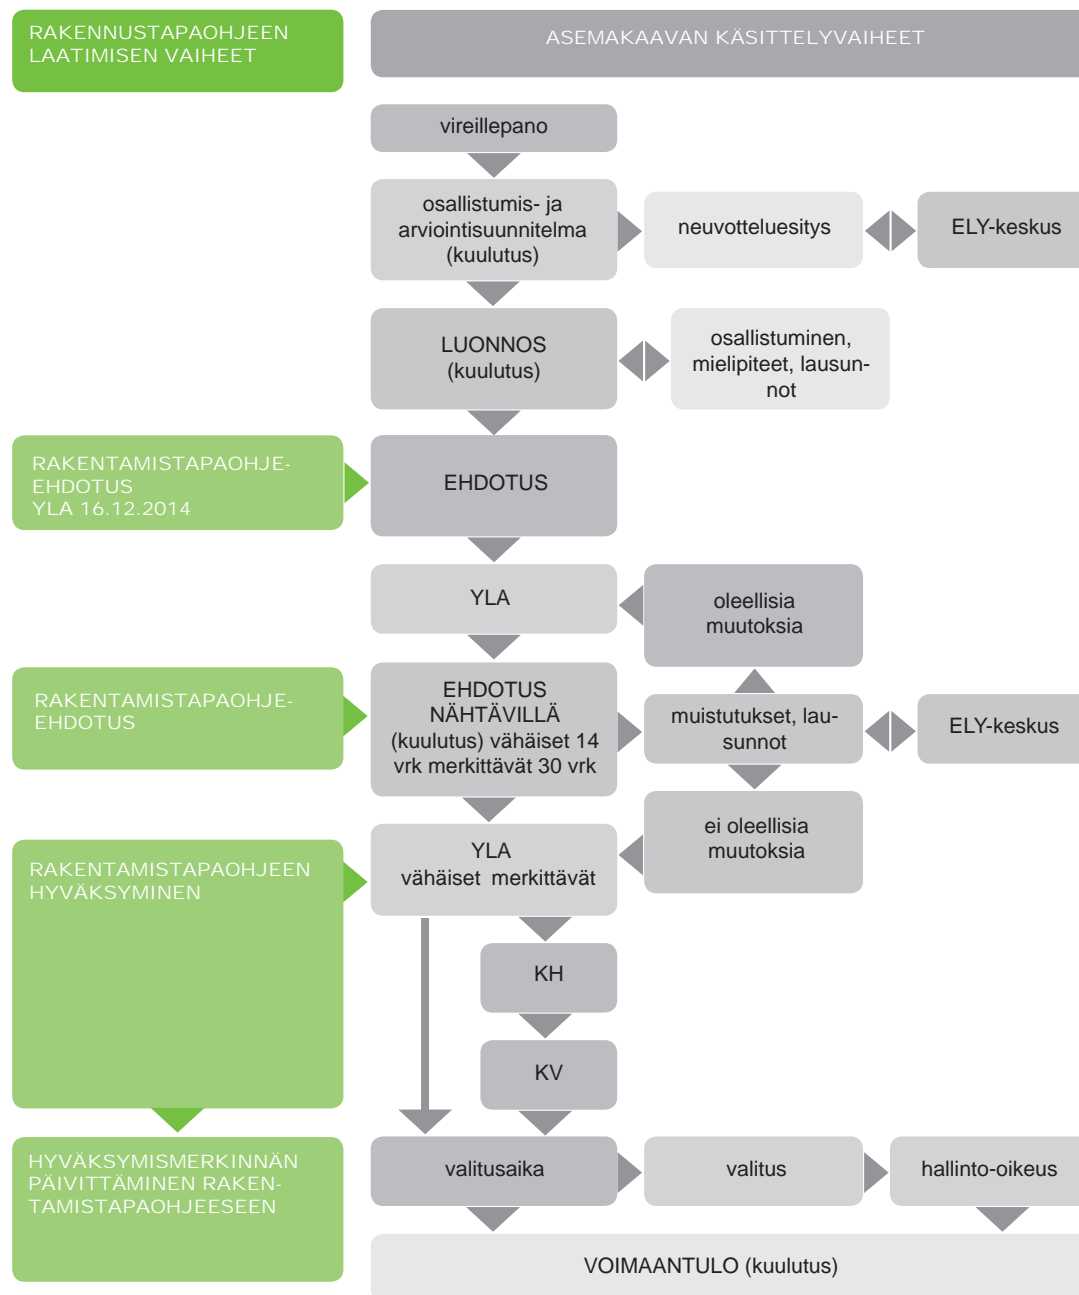 RAKENNUSTAPAOHJEEN
LAATIMISEN VAIHEET
ASEMAKAAVAN KÄSITTELYVAIHEET
vireillepano
osallistumis- ja
arviointisuunnitelma
(kuulutus)
neuvotteluesitys
ELY-keskus
LUONNOS
(kuulutus)
osallistuminen,
mielipiteet, lausun-
not
RAKENTAMISTAPAOHJE-
EHDOTUS
YLA 16.12.2014
EHDOTUS
YLA
oleellisia
muutoksia
RAKENTAMISTAPAOHJE-
EHDOTUS
EHDOTUS
NÄHTÄVILLÄ
(kuulutus) vähäiset 14
vrk merkittävät 30 vrk
muistutukset, lau-
sunnot
ELY-keskus
RAKENTAMISTAPAOHJEEN
HYVÄKSYMINEN
YLA
vähäiset merkittävät
ei oleellisia
muutoksia
KH
KV
HYVÄKSYMISMERKINNÄN
PÄIVITTÄMINEN RAKEN-
TAMISTAPAOHJEESEEN
valitusaika
valitus
hallinto-oikeus
VOIMAANTULO (kuulutus)